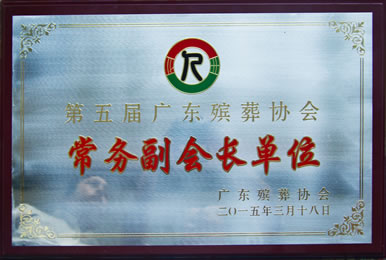 第五届广东殡葬协会
常务副会长单位
广东殡葬协会
二〇一五年三月十八日